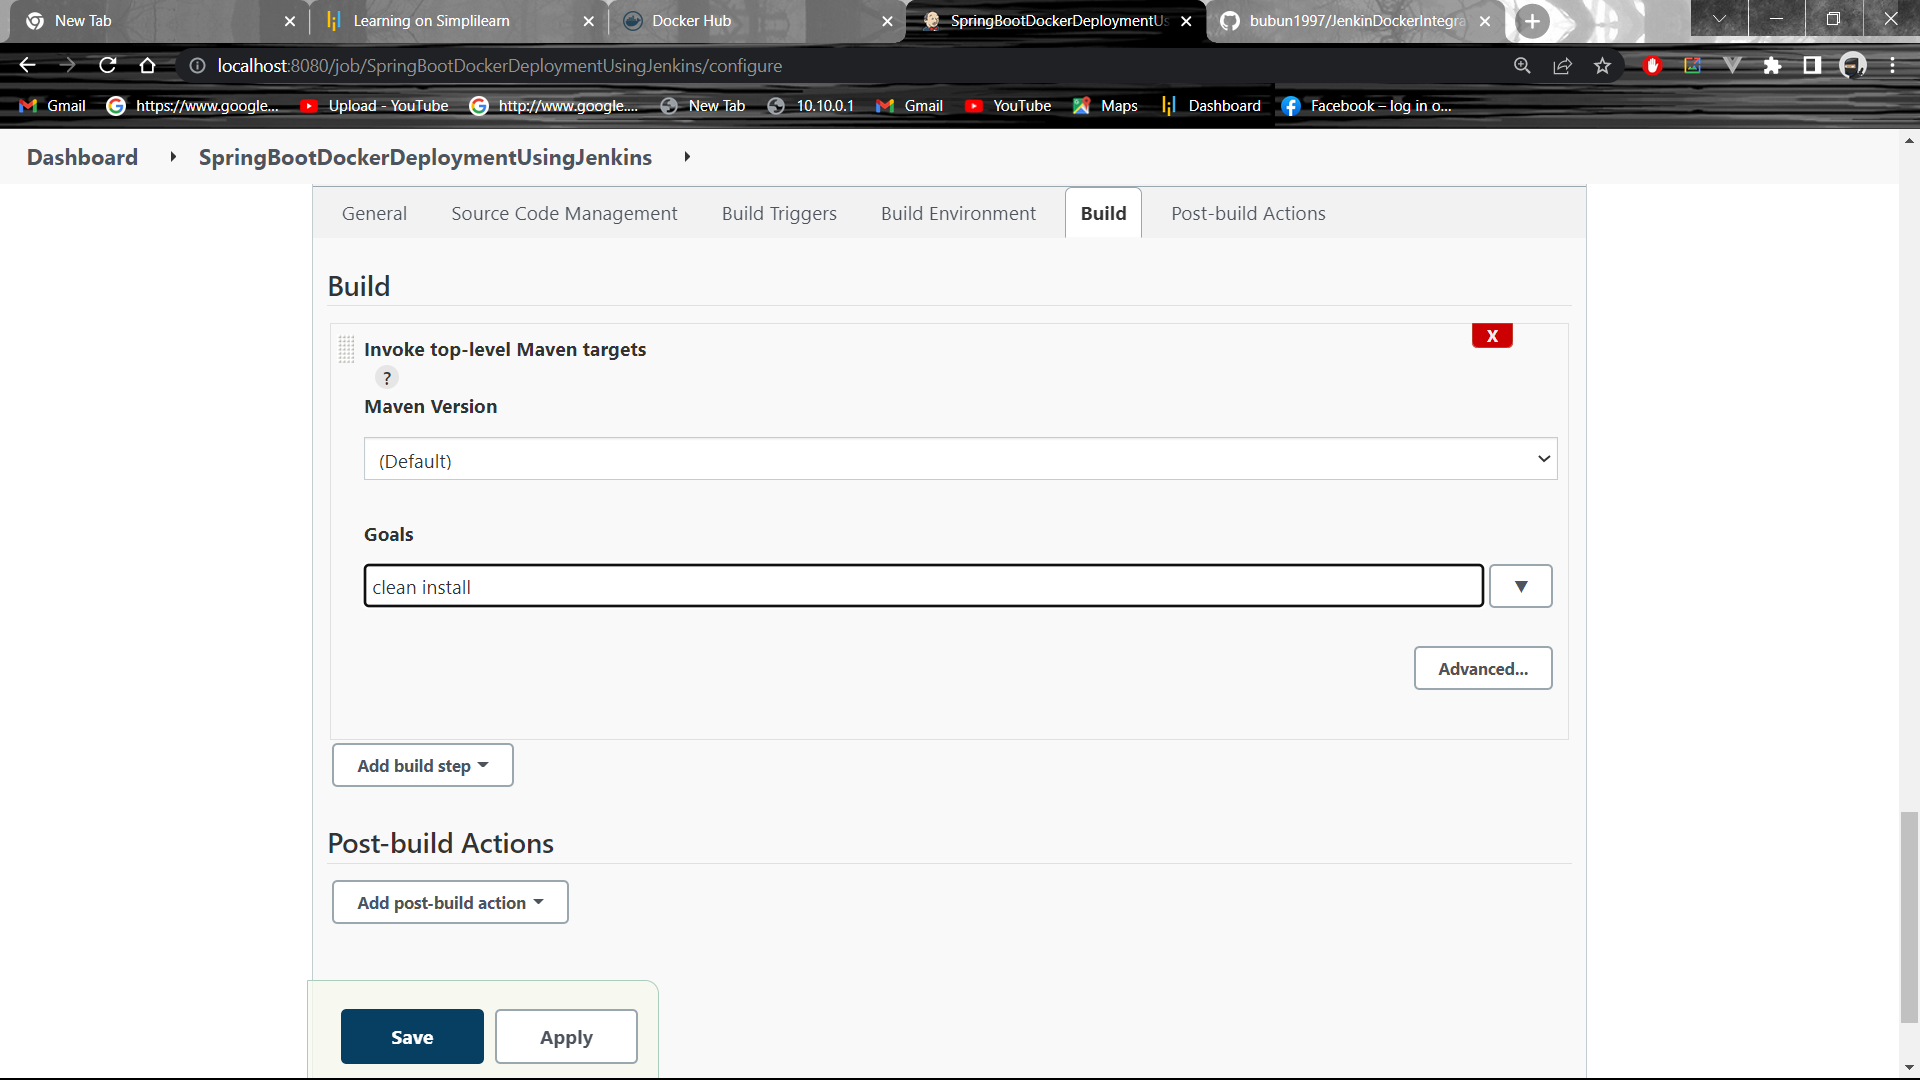 New Tab
Learning on Simplilearn
Docker Hub
SpringBootDockerDeploymentUs
bubun1997/JenkinDockerIntegra
localhost:8080/job/SpringBootDockerDeploymentUsingJenkins/configure
Gmail
https://www.google...
Upload - YouTube
http://www.google....
New Tab
10.10.0.1
Gmail
YouTube
Maps
Dashboard
Facebook – log in o...
Dashboard
SpringBootDockerDeploymentUsingJenkins
General
Source Code Management
Build Triggers
Build Environment
Build
Post-build Actions
Build
X
Invoke top-level Maven targets
?
Maven Version
(Default)
Goals
clean install
Advanced...
Add build step
Post-build Actions
Add post-build action
Save
Apply